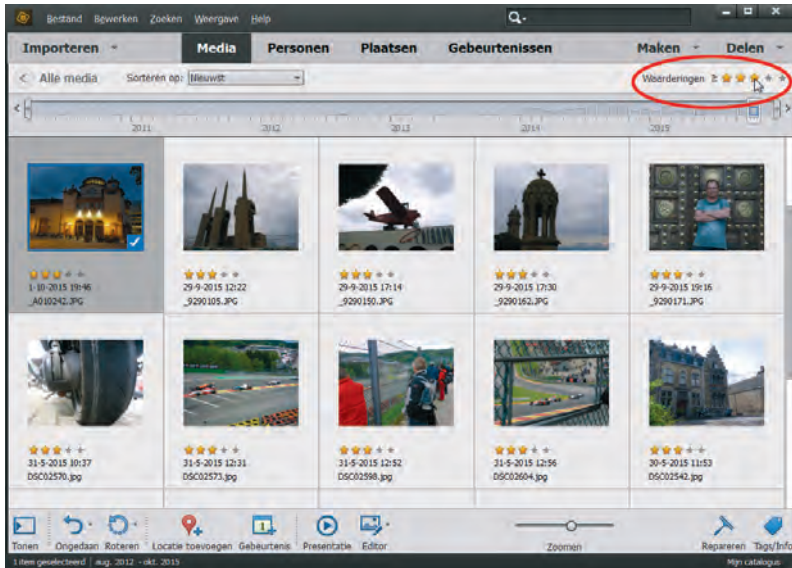 Bestand Bewerken Zoeken Weergave Help
Importeren Media Personen Plaatsen Gebeurtenissen Maken Delen
< Alle media Sorteren op: Nieuwst Waarderingen ≥
2011 2012 2013 2014 2015
1-10-2015 19:46 29-9-2015 12:22 29-9-2015 17:14 29-9-2015 17:30 29-9-2015 19:16
_A010242.JPG _9290105.JPG _9290150.JPG _9290162.JPG _9290171.JPG
31-5-2015 10:37 31-5-2015 12:31 31-5-2015 12:52 31-5-2015 12:56 30-5-2015 11:53
DSC02570.jpg DSC02573.jpg DSC02598.jpg DSC02604.jpg DSC02542.jpg
Tonen Ongedaan Roteren Locatie toevoegen Gebeurtenis Presentatie Editor Zoomen Repareren Tags/Info
1 item geselecteerd aug. 2012 - okt. 2015 Mijn catalogus